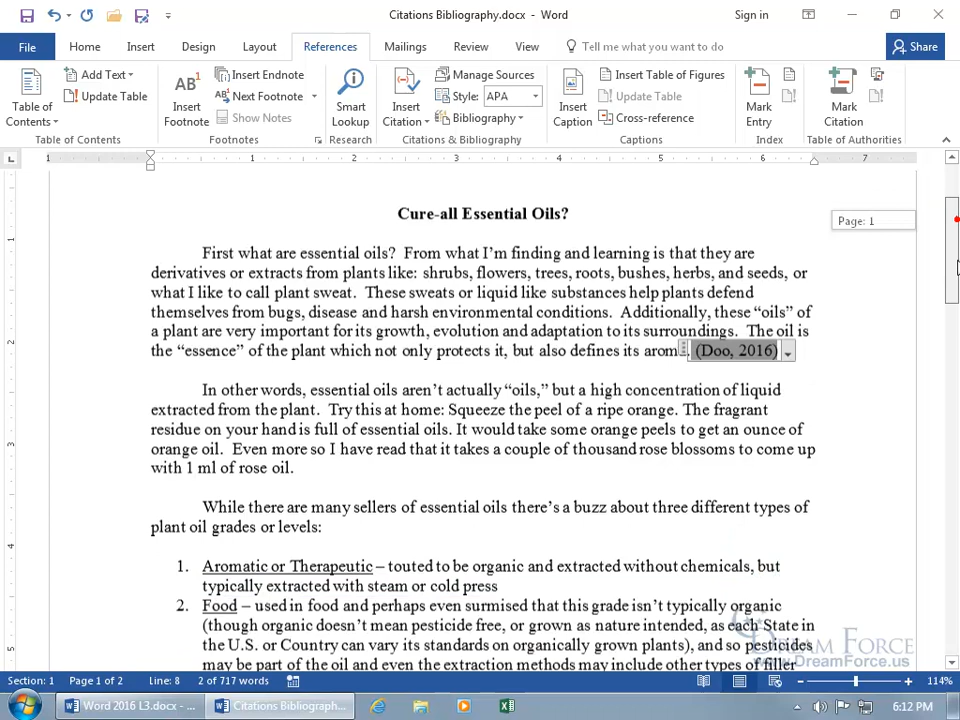 Citations Bibliography.docx - Word
Sign in
File Home Insert Design Layout References Mailings Review View Tell me what you want to do Share
Table of Contents
Add Text
Update Table
Table of Contents
AB1
Insert Footnote
Insert Endnote
Next Footnote
Show Notes
Footnotes
Smart Lookup
Research
Insert Citation
Manage Sources
Style: APA
Bibliography
Citations & Bibliography
Insert Caption
Insert Table of Figures
Update Table
Cross-reference
Captions
Mark Entry
Index
Mark Citation
Table of Authorities
1 1 2 3 4 5 6 7
Page: 1
Cure-all Essential Oils?
First what are essential oils? From what I'm finding and learning is that they are
derivatives or extracts from plants like: shrubs, flowers, trees, roots, bushes, herbs, and seeds, or
what I like to call plant sweat. These sweats or liquid like substances help plants defend
themselves from bugs, disease and harsh environmental conditions. Additionally, these “oils” of
a plant are very important for its growth, evolution and adaptation to its surroundings. The oil is
the “essence” of the plant which not only protects it, but also defines its arom. (Doo, 2016)
In other words, essential oils aren't actually “oils,” but a high concentration of liquid
extracted from the plant. Try this at home: Squeeze the peel of a ripe orange. The fragrant
residue on your hand is full of essential oils. It would take some orange peels to get an ounce of
orange oil. Even more so I have read that it takes a couple of thousand rose blossoms to come up
with 1 ml of rose oil.
While there are many sellers of essential oils there's a buzz about three different types of
plant oil grades or levels:
1. Aromatic or Therapeutic – touted to be organic and extracted without chemicals, but
typically extracted with steam or cold press
2. Food – used in food and perhaps even surmised that this grade isn't typically organic
(though organic doesn't mean pesticide free, or grown as nature intended, as each State in
the U.S. or Country can vary its standards on organically grown plants), and so pesticides
may be part of the oil and even the extraction methods may include other types of filler
1
2
3
4
5
DREAM FORCE
www.DreamForce.us
Section: 1 Page 1 of 2 Line: 8 2 of 717 words 114%
Word 2016 L3.docx - ...
Citations Bibliograph...
6:12 PM